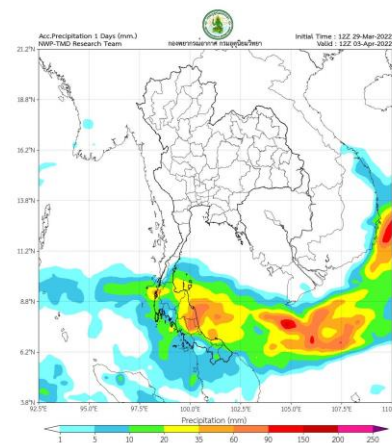 Acc.Precipitation 1 Days (mm.)
NWP-TMD Research Team
กองพยากรณ์อากาศ กรมอุตุนิยมวิทยา
Initial Time : 12Z 29-Mar-2022
Valid : 12Z 03-Apr-2022
21.2°N
18.8°N
16.2°N
13.8°N
11.2°N
8.8°N
6.2°N
3.8°N
92.5°E 95.0°E 97.5°E 100.0°E 102.5°E 105.0°E 107.5°E 110
Precipitation (mm)
1 5 10 20 35 60 90 150 200 250